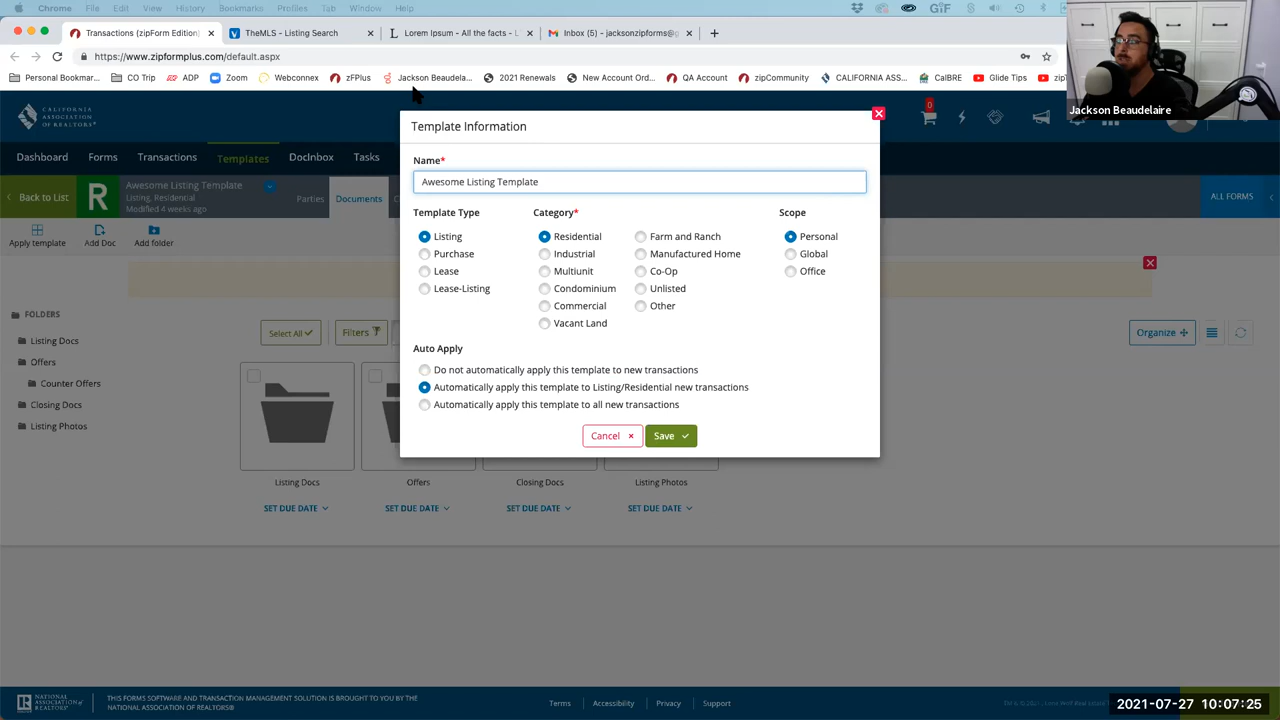 Transactions (zipForm Edition)
TheMLS - Listing Search
Lorem Ipsum - All the facts - L
Inbox (5) - jacksonzipforms@g
https://www.zipformplus.com/default.aspx
Personal Bookmar...
CO Trip
ADP
Zoom
Webconnex
zFPlus
Jackson Beaudela...
2021 Renewals
New Account Ord...
QA Account
zipCommunity
CALIFORNIA ASS...
CalBRE
Glide Tips
zipF
Jackson Beaudelaire
CALIFORNIA
ASSOCIATION
OF REALTORS®
0
Dashboard
Forms
Transactions
Templates
DocInbox
Tasks
Back to List
R
Awesome Listing Template
Listing, Residential
Modified 4 weeks ago
Parties
Documents
ALL FORMS
Apply template
Add Doc
Add folder
Template Information
Name*
Awesome Listing Template
Template Type
Listing
Purchase
Lease
Lease-Listing
Category*
Residential
Industrial
Multiunit
Condominium
Commercial
Vacant Land
Farm and Ranch
Manufactured Home
Co-Op
Unlisted
Other
Scope
Personal
Global
Office
Auto Apply
Do not automatically apply this template to new transactions
Automatically apply this template to Listing/Residential new transactions
Automatically apply this template to all new transactions
Cancel
Save
FOLDERS
Listing Docs
Offers
Counter Offers
Closing Docs
Listing Photos
Select All
Filters
Organize
Listing Docs
Offers
Closing Docs
Listing Photos
SET DUE DATE
SET DUE DATE
SET DUE DATE
SET DUE DATE
NATIONAL
ASSOCIATION of
REALTORS®
THIS FORMS SOFTWARE AND TRANSACTION MANAGEMENT SOLUTION IS BROUGHT TO YOU BY THE
NATIONAL ASSOCIATION OF REALTORS®
Terms
Accessibility
Privacy
Support
2021-07-27 10:07:25